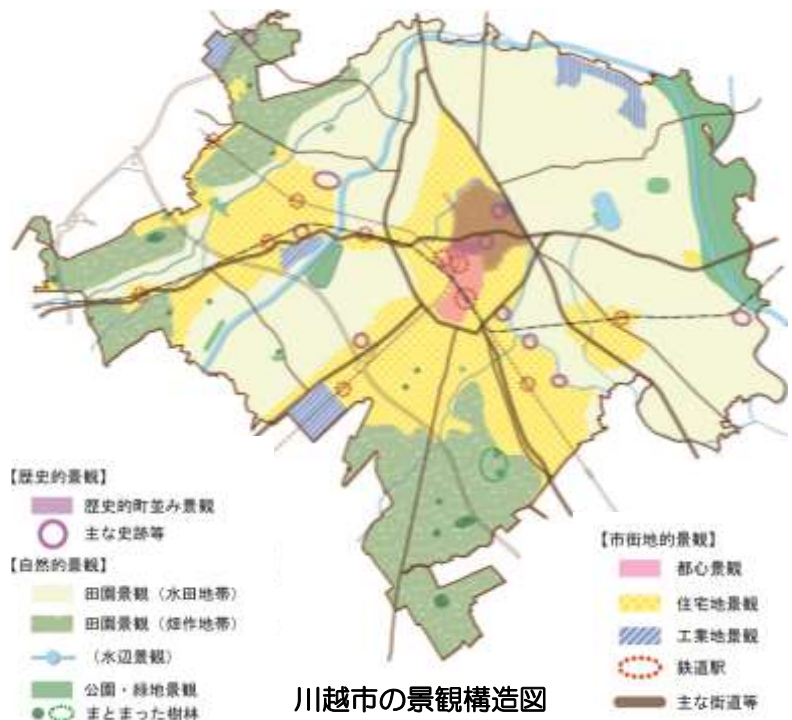 【歴史的景観】
歴史的町並み景観
主な史跡等
【自然的景観】
田園景観（水田地帯）
田園景観（畑作地帯）
（水辺景観）
公園・緑地景観
まとまった樹林
【市街地的景観】
都心景観
住宅地景観
工業地景観
鉄道駅
主な街道等
川越市の景観構造図